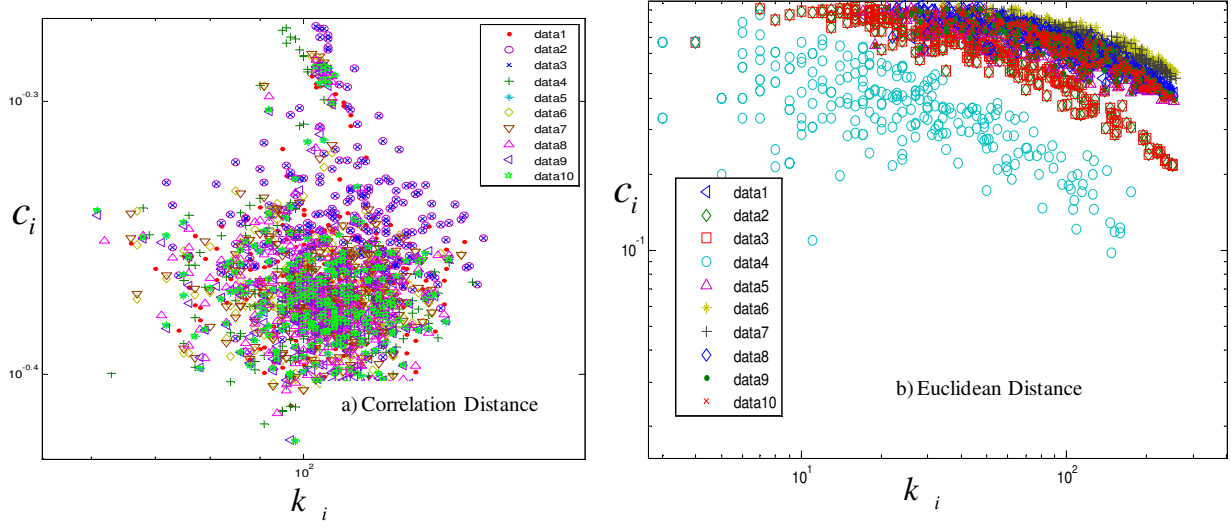 10^-0.3
c_i
10^-0.4
10^2
k_i
data1
data2
data3
data4
data5
data6
data7
data8
data9
data10
a) Correlation Distance
c_i
10^-1
10^1
10^2
k_i
data1
data2
data3
data4
data5
data6
data7
data8
data9
data10
b) Euclidean Distance